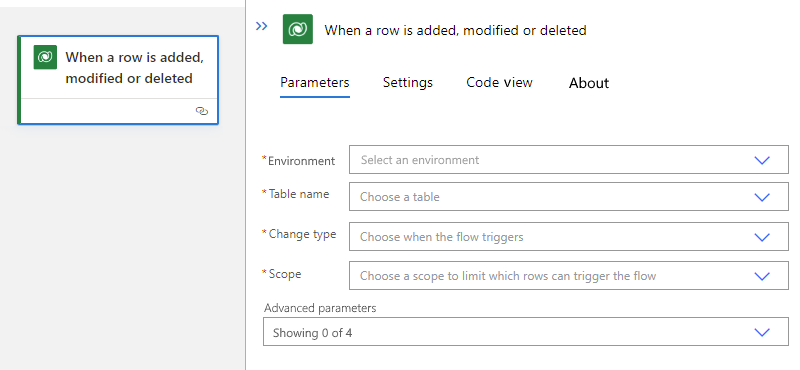 When a row is added,
modified or deleted
When a row is added, modified or deleted
Parameters Settings Code view About
*Environment Select an environment
*Table name Choose a table
*Change type Choose when the flow triggers
*Scope Choose a scope to limit which rows can trigger the flow
Advanced parameters
Showing 0 of 4